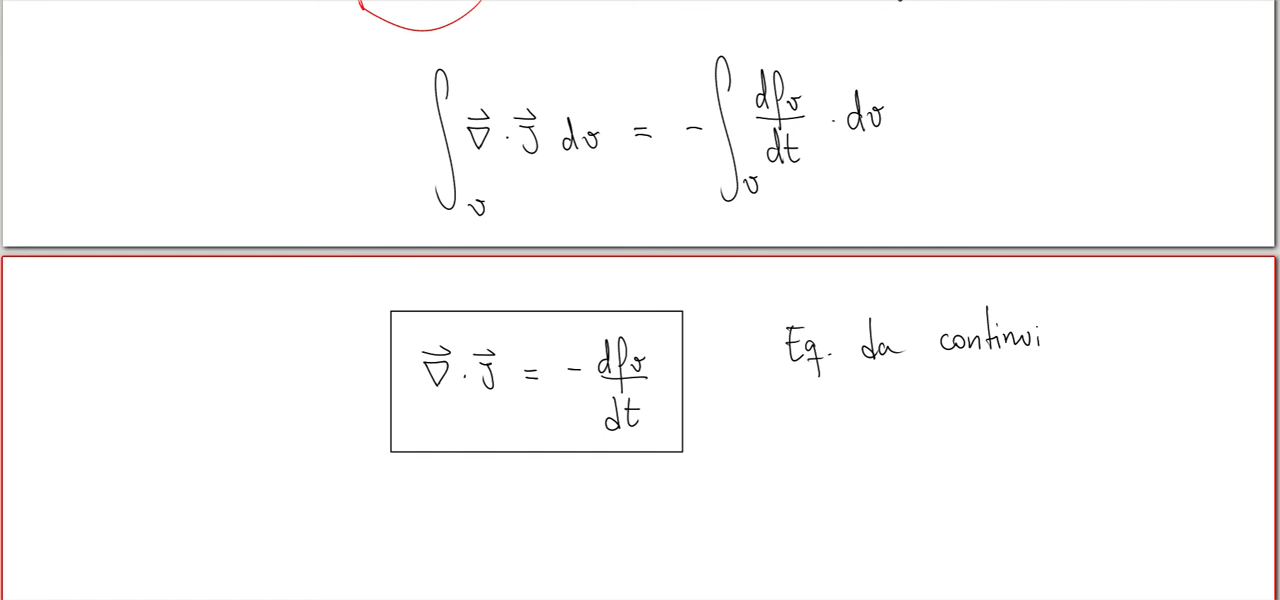 ∫_v ∇⃗ · J⃗ dv = - ∫_v dρv/dt · dv
∇⃗ · J⃗ = - dρv/dt
Eq. da continui